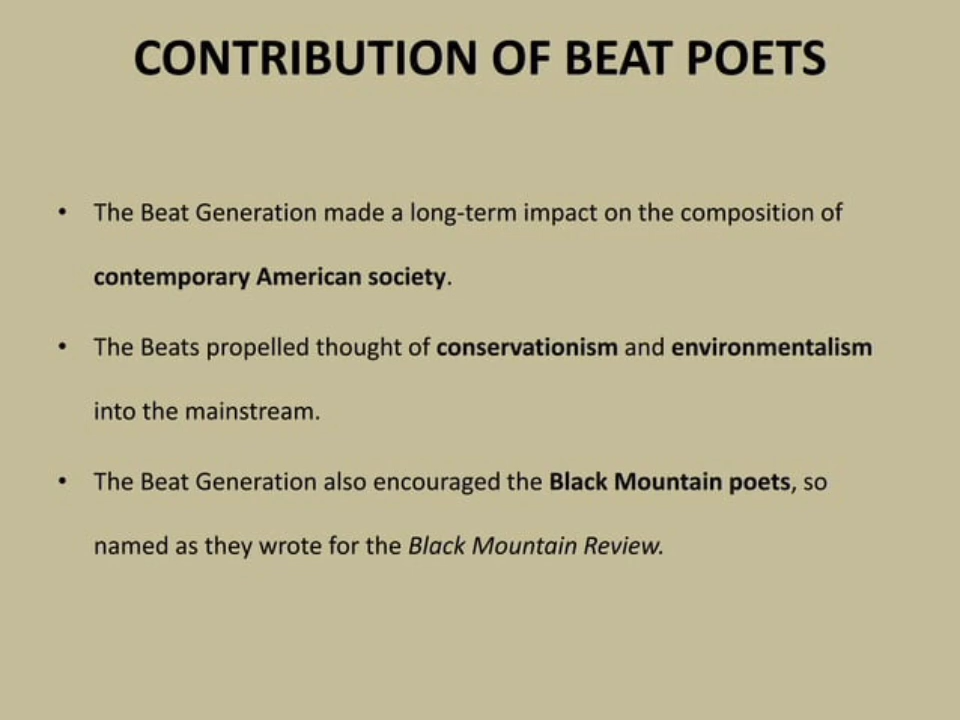 CONTRIBUTION OF BEAT POETS
• The Beat Generation made a long-term impact on the composition of
contemporary American society.
• The Beats propelled thought of conservationism and environmentalism
into the mainstream.
• The Beat Generation also encouraged the Black Mountain poets, so
named as they wrote for the Black Mountain Review.